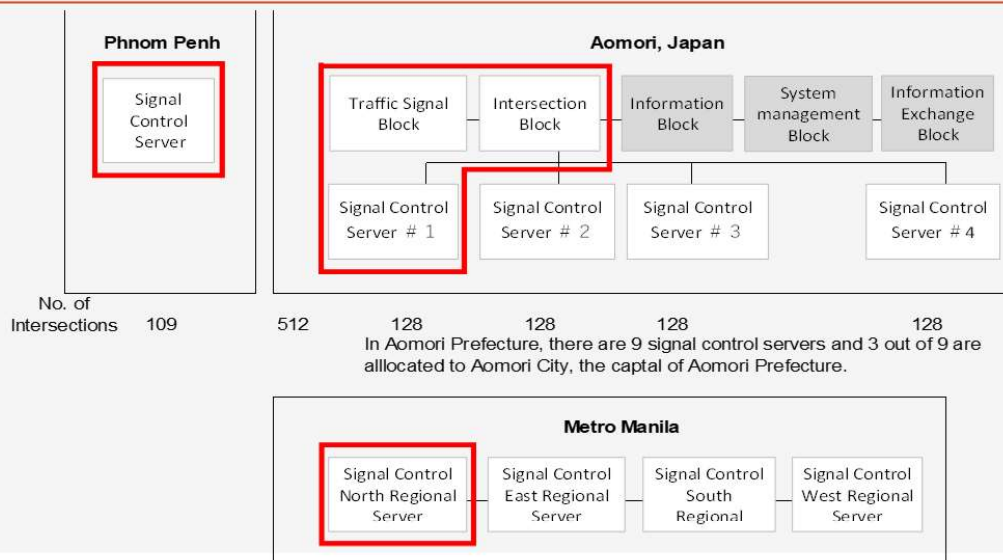 Phnom Penh
Signal
Control
Server
Aomori, Japan
Traffic Signal
Block
Intersection
Block
Information
Block
System
management
Block
Information
Exchange
Block
Signal Control
Server # 1
Signal Control
Server # 2
Signal Control
Server # 3
Signal Control
Server # 4
No. of
Intersections 109 512 128 128 128 128
In Aomori Prefecture, there are 9 signal control servers and 3 out of 9 are
alllocated to Aomori City, the captal of Aomori Prefecture.
Metro Manila
Signal Control
North Regional
Server
Signal Control
East Regional
Server
Signal Control
South
Regional
Signal Control
West Regional
Server